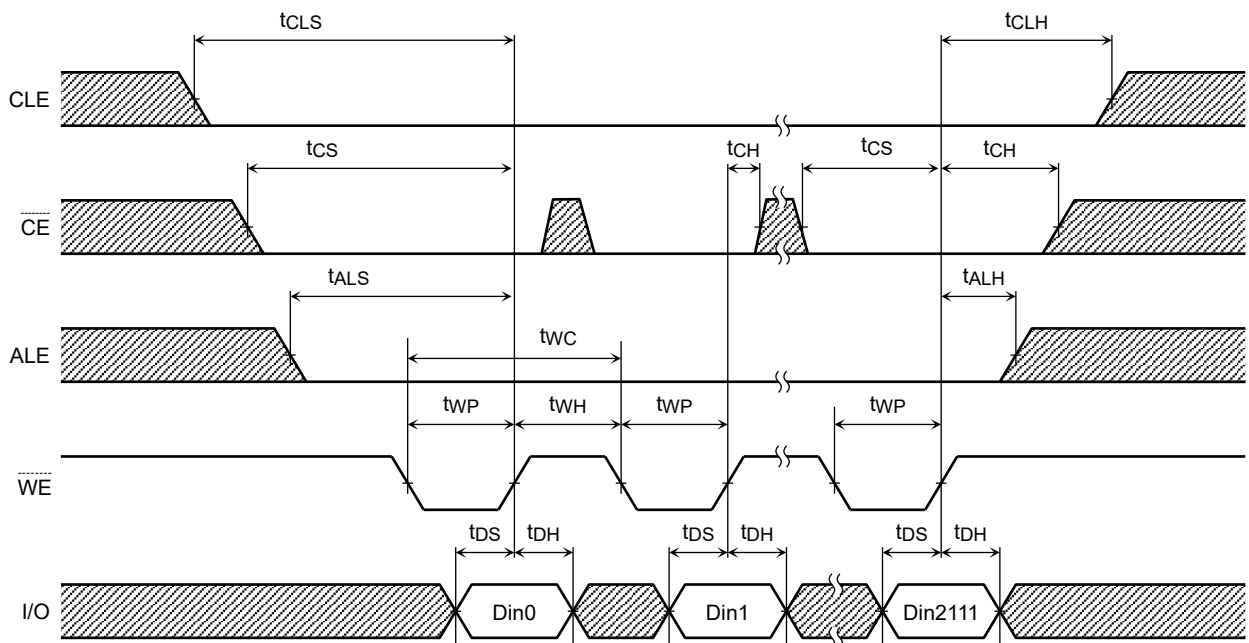 tCLS tCLH
CLE
tCS tCH tCS tCH
CE
tALS tALH
ALE
tWC
tWP tWH tWP tWP
WE
tDS tDH tDS tDH tDS tDH
I/O Din0 Din1 Din2111